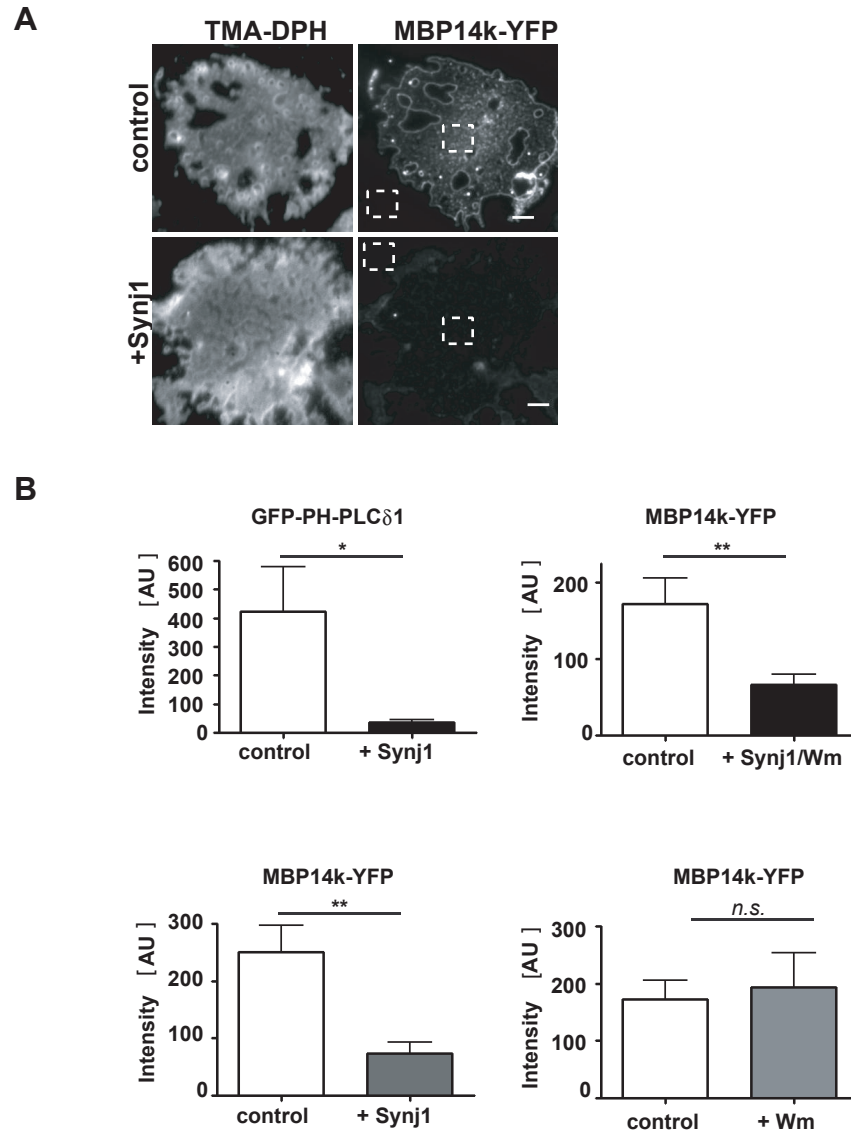 A
TMA-DPH MBP14k-YFP
control
+Synj1
B
GFP-PH-PLCδ1
*
Intensity [ AU ]
600
500
400
300
200
100
0
control + Synj1
MBP14k-YFP
**
Intensity [ AU ]
200
100
0
control + Synj1/Wm
MBP14k-YFP
**
Intensity [ AU ]
300
200
100
0
control + Synj1
MBP14k-YFP
n.s.
Intensity [ AU ]
300
200
100
0
control + Wm